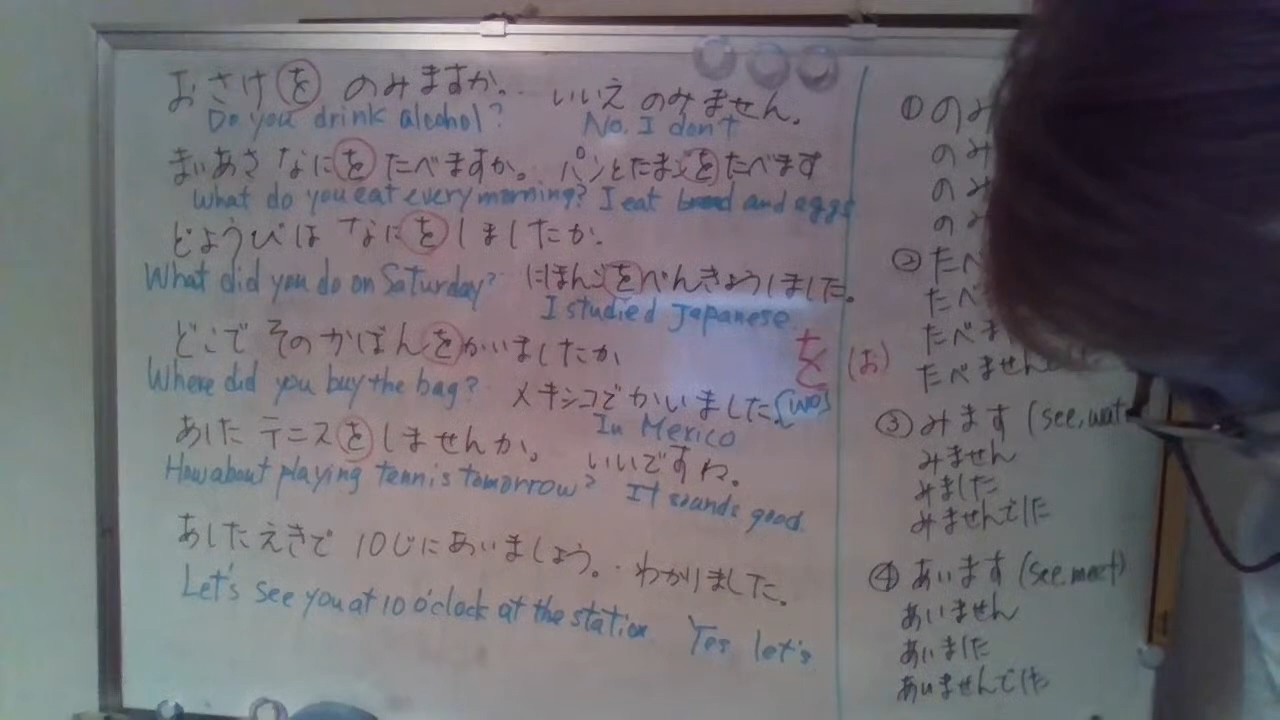 おさけを のみますか。 いいえ のみません。
Do you drink alcohol? No. I don't
まいあさ なにを たべますか。 パンとたまごを たべます
What do you eat every morning? I eat bread and eggs
どようびは なにを しましたか。
What did you do on Saturday? にほんごを べんきょうしました。
I studied Japanese.
どこで そのかばんを かいましたか
Where did you buy the bag? メキシコで かいました。
In Mexico
を (お)
[wo]
あした テニスを しませんか。 いいですね。
How about playing tennis tomorrow? It sounds good.
あした えきで 10じに あいましょう。 わかりました。
Let's see you at 10 o'clock at the station Yes let's
① のみ
のみ
のみ
のみ
② たべ
たべ
たべま
たべません
③ みます (see, wat
みません
みました
みませんでした
④ あいます (see. meet)
あいません
あいました
あいませんでした